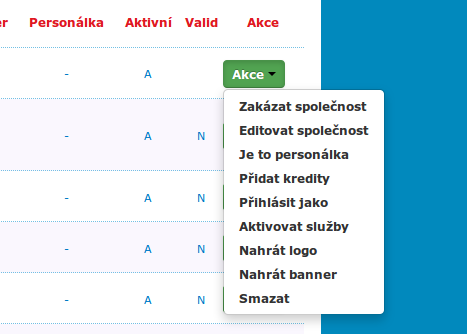 er Personálka Aktivní Valid Akce
- A Akce
Zakázat společnost
Editovat společnost
- A N
Je to personálka
Přidat kredity
- A N
Přihlásit jako
Aktivovat služby
- A N
Nahrát logo
Nahrát banner
- A N
Smazat